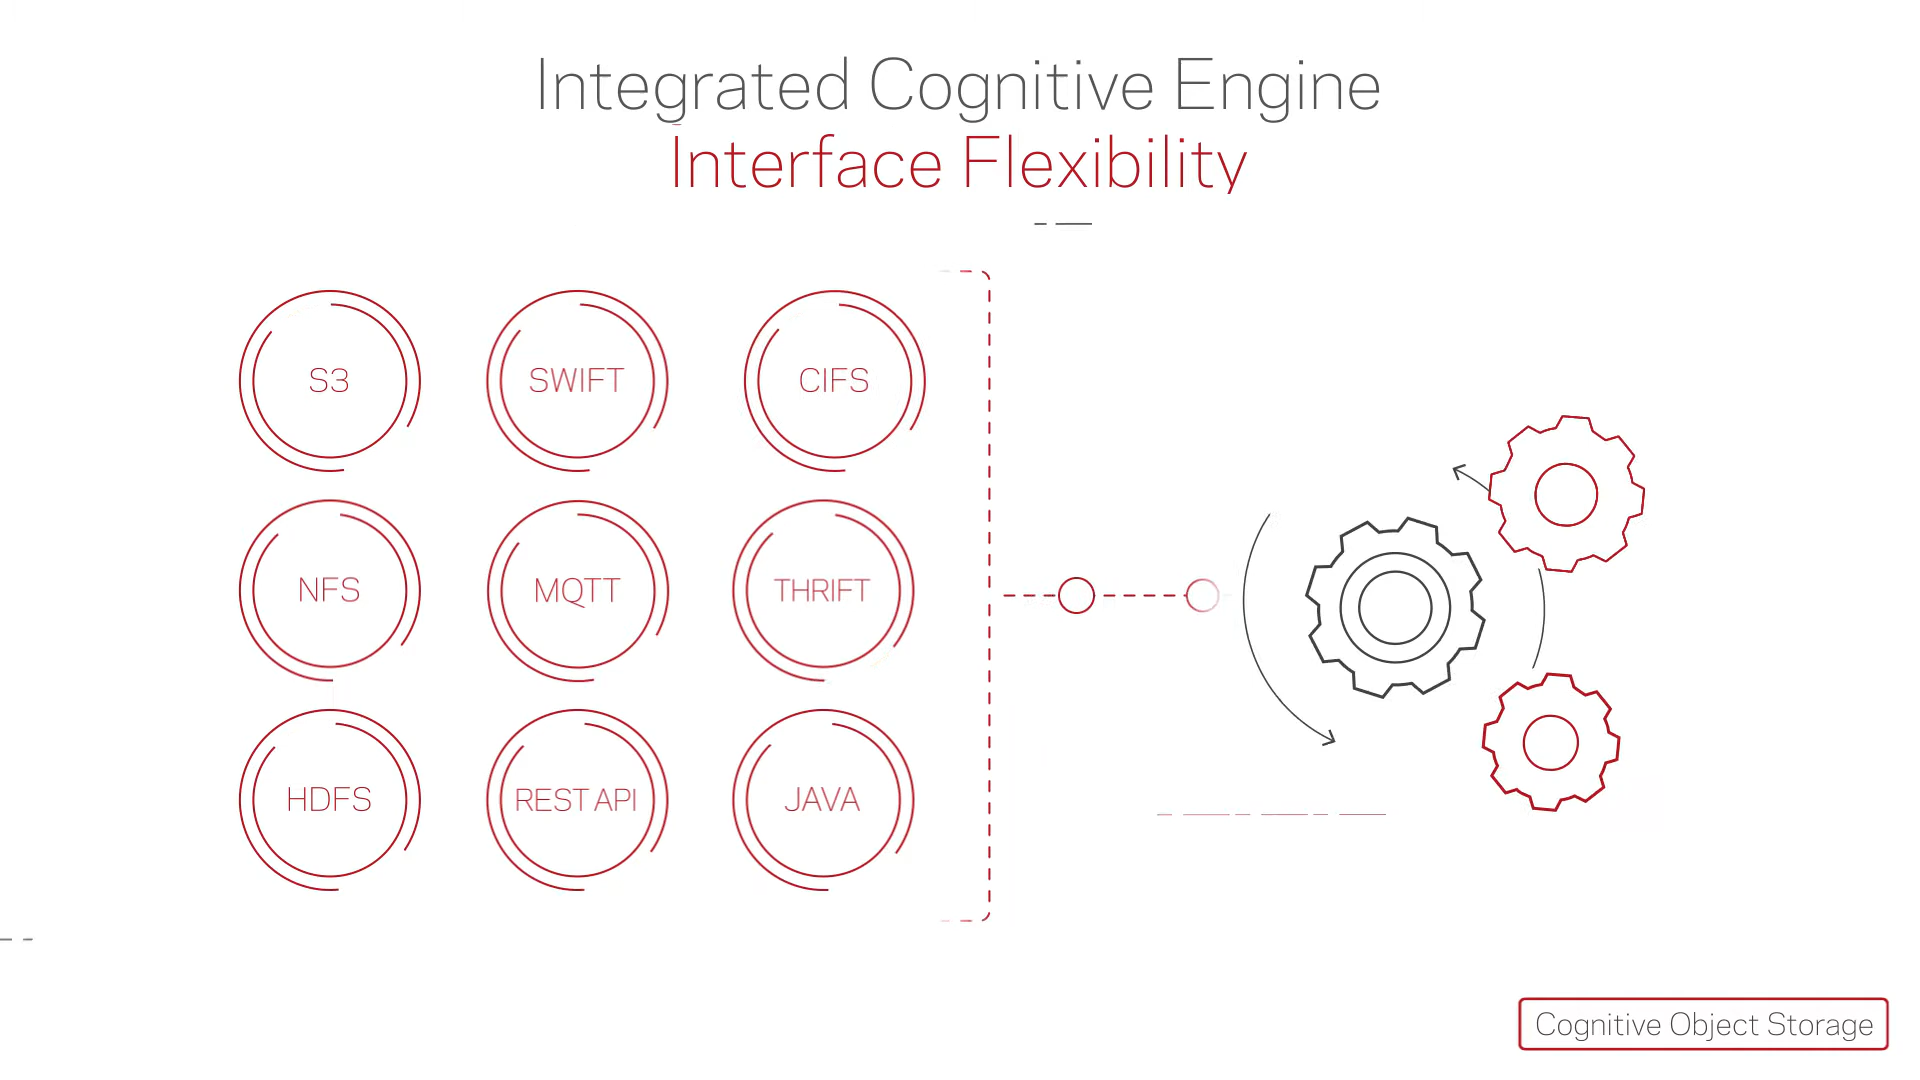 Integrated Cognitive Engine
Interface Flexibility
S3
SWIFT
CIFS
NFS
MQTT
THRIFT
HDFS
REST API
JAVA
Cognitive Object Storage